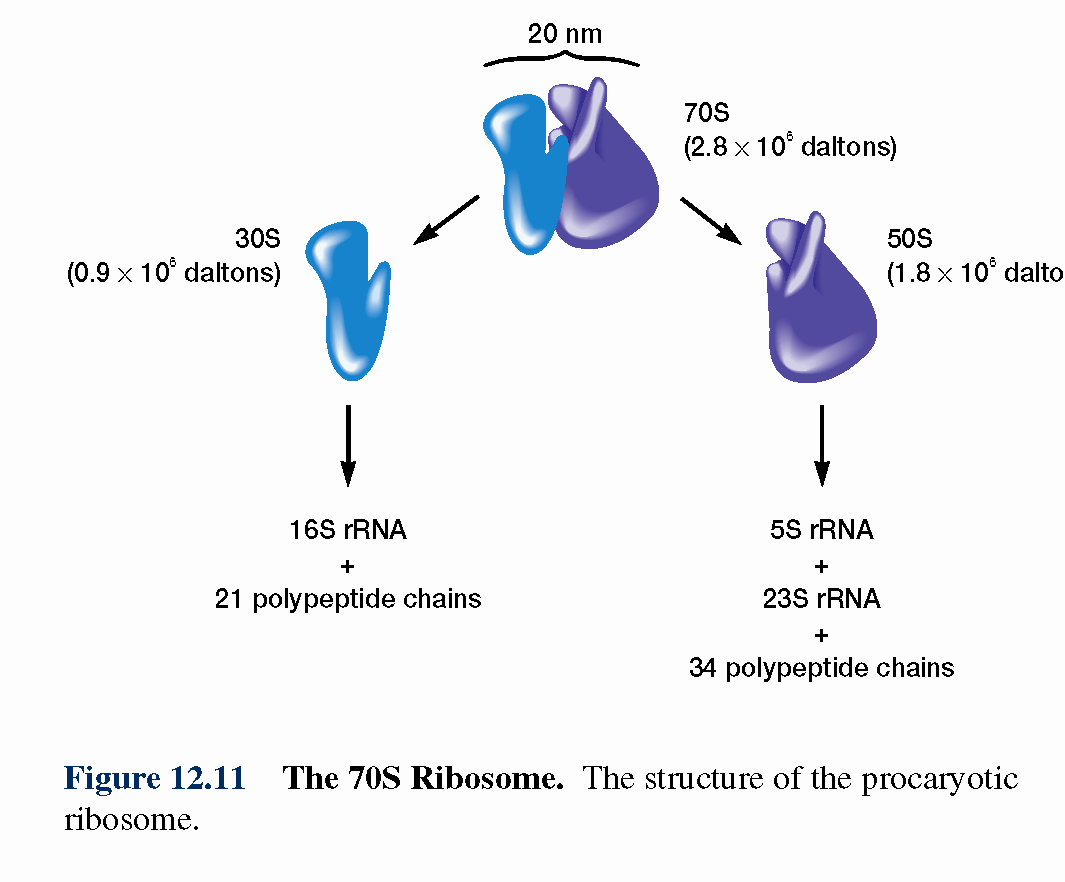 20 nm
70S
(2.8 × 10⁶ daltons)
30S
(0.9 × 10⁶ daltons)
50S
(1.8 × 10⁶ dalto
16S rRNA
+
21 polypeptide chains
5S rRNA
+
23S rRNA
+
34 polypeptide chains
Figure 12.11 The 70S Ribosome. The structure of the procaryotic
ribosome.